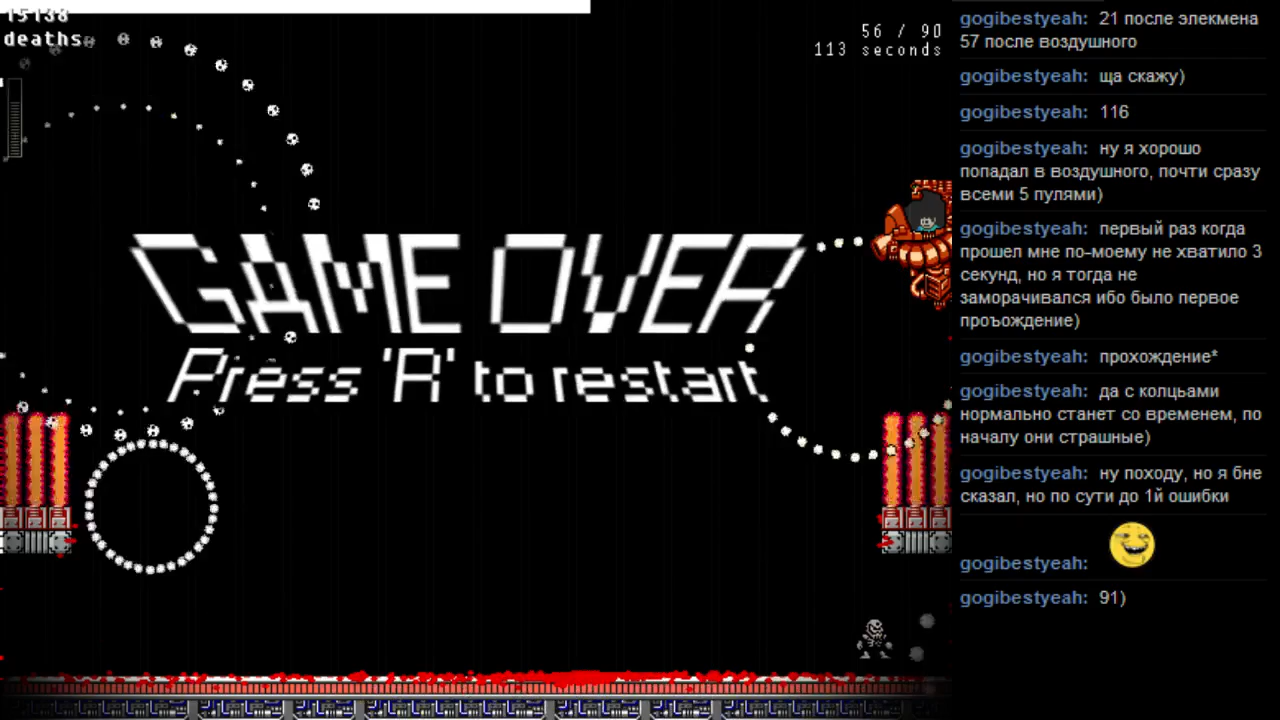 15138
deaths
56 / 90
113 seconds
GAME OVER
Press 'R' to restart
gogibestyeah: 21 после элекмена
57 после воздушного
gogibestyeah: ща скажу)
gogibestyeah: 116
gogibestyeah: ну я хорошо
попадал в воздушного, почти сразу
всеми 5 пулями)
gogibestyeah: первый раз когда
прошел мне по-моему не хватило 3
секунд, но я тогда не
заморачивался ибо было первое
проъождение)
gogibestyeah: прохождение*
gogibestyeah: да с колцьами
нормально станет со временем, по
началу они страшные)
gogibestyeah: ну походу, но я бне
сказал, но по сути до 1й ошибки
gogibestyeah:
gogibestyeah: 91)